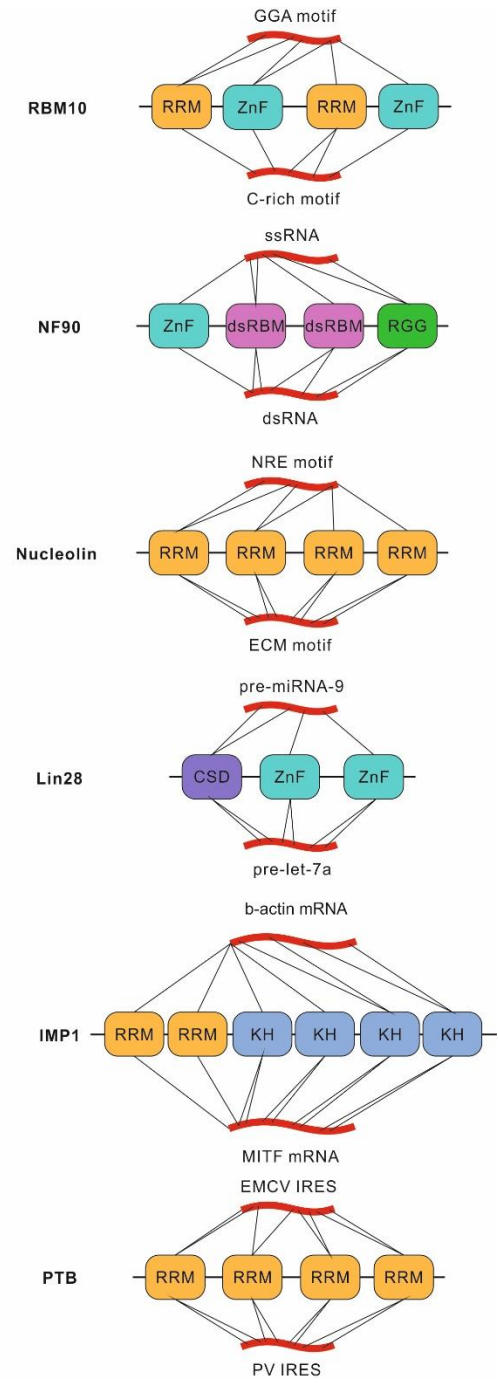 GGA motif
RBM10 RRM ZnF RRM ZnF
C-rich motif
ssRNA
NF90 ZnF dsRBM dsRBM RGG
dsRNA
NRE motif
Nucleolin RRM RRM RRM RRM
ECM motif
pre-miRNA-9
Lin28 CSD ZnF ZnF
pre-let-7a
b-actin mRNA
IMP1 RRM RRM KH KH KH KH
MITF mRNA
EMCV IRES
PTB RRM RRM RRM RRM
PV IRES